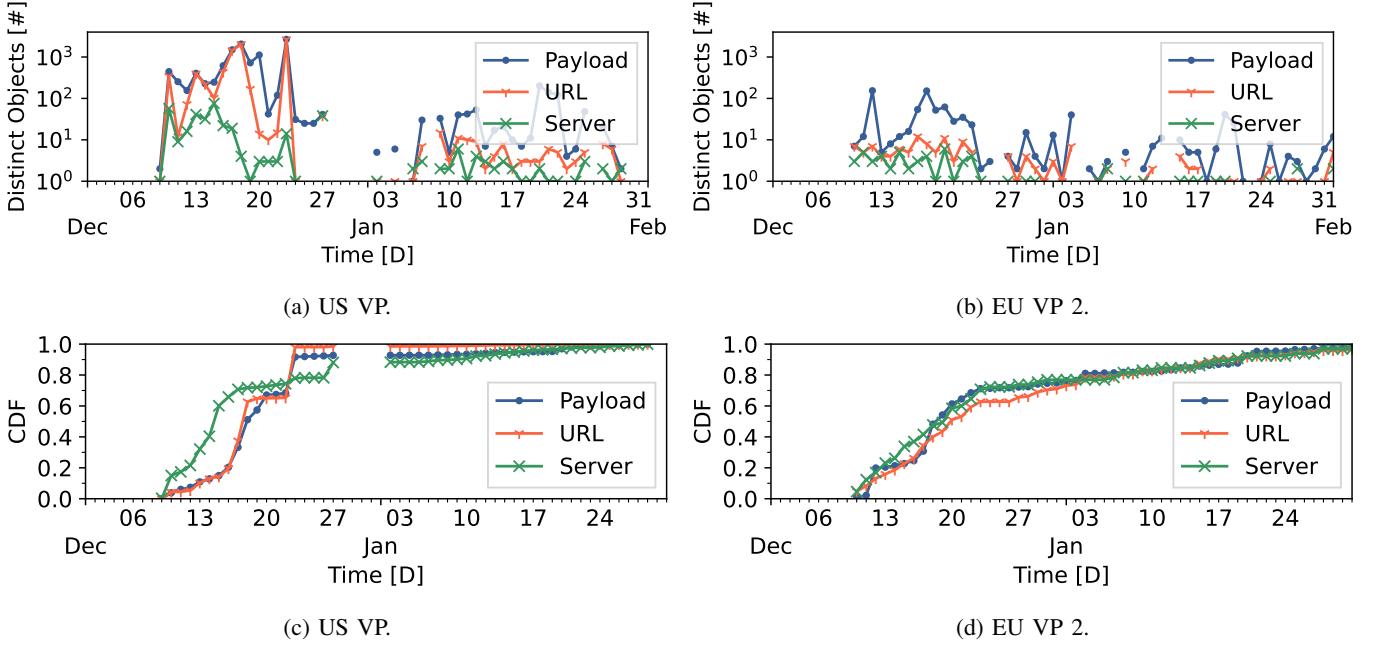 Distinct Objects [#]
10³
10²
10¹
10⁰
Payload
URL
Server
06 13 20 27 03 10 17 24 31
Dec Jan Feb
Time [D]
(a) US VP.
Distinct Objects [#]
10³
10²
10¹
10⁰
Payload
URL
Server
06 13 20 27 03 10 17 24 31
Dec Jan Feb
Time [D]
(b) EU VP 2.
CDF
1.0
0.8
0.6
0.4
0.2
0.0
Payload
URL
Server
06 13 20 27 03 10 17 24
Dec Jan
Time [D]
(c) US VP.
CDF
1.0
0.8
0.6
0.4
0.2
0.0
Payload
URL
Server
06 13 20 27 03 10 17 24
Dec Jan
Time [D]
(d) EU VP 2.